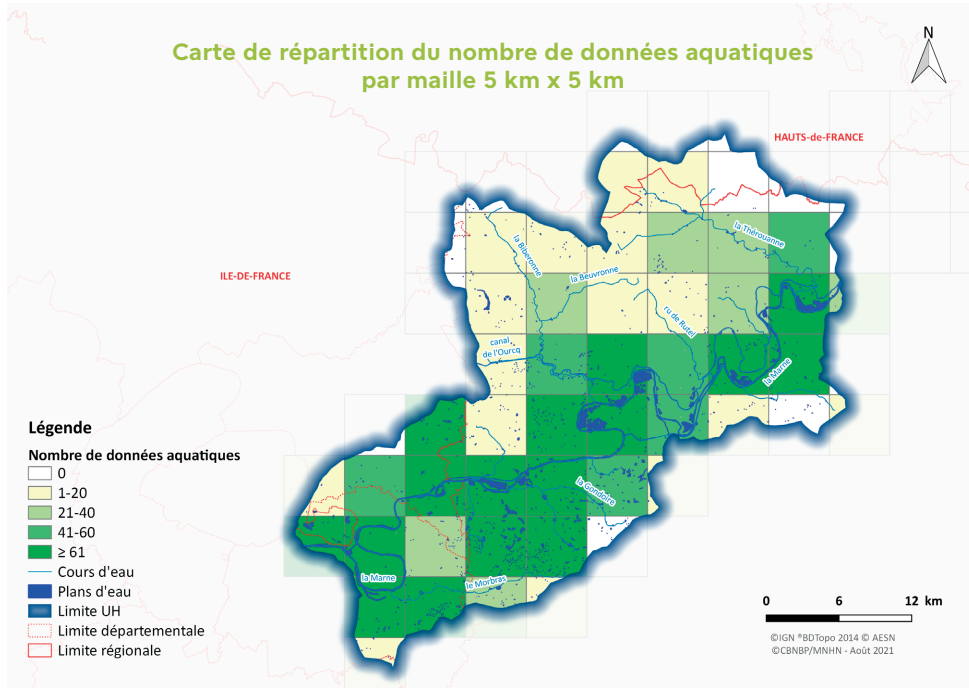 Carte de répartition du nombre de données aquatiques
par maille 5 km x 5 km
N
HAUTS-de-FRANCE
ILE-DE-FRANCE
la Thérouanne
la Biberonne
la Beuvronne
ru de Rutel
canal
de l'Ourcq
la Marne
la Gondoire
la Marne
le Morbras
Légende
Nombre de données aquatiques
0
1-20
21-40
41-60
≥ 61
Cours d'eau
Plans d'eau
Limite UH
Limite départementale
Limite régionale
0 6 12 km
©IGN ®BDTopo 2014 © AESN
©CBNBP/MNHN - Août 2021